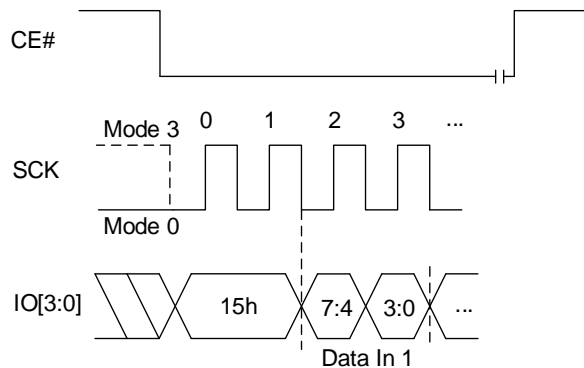 CE#
Mode 3 0 1 2 3 ...
SCK
Mode 0
IO[3:0] 15h 7:4 3:0 ...
Data In 1